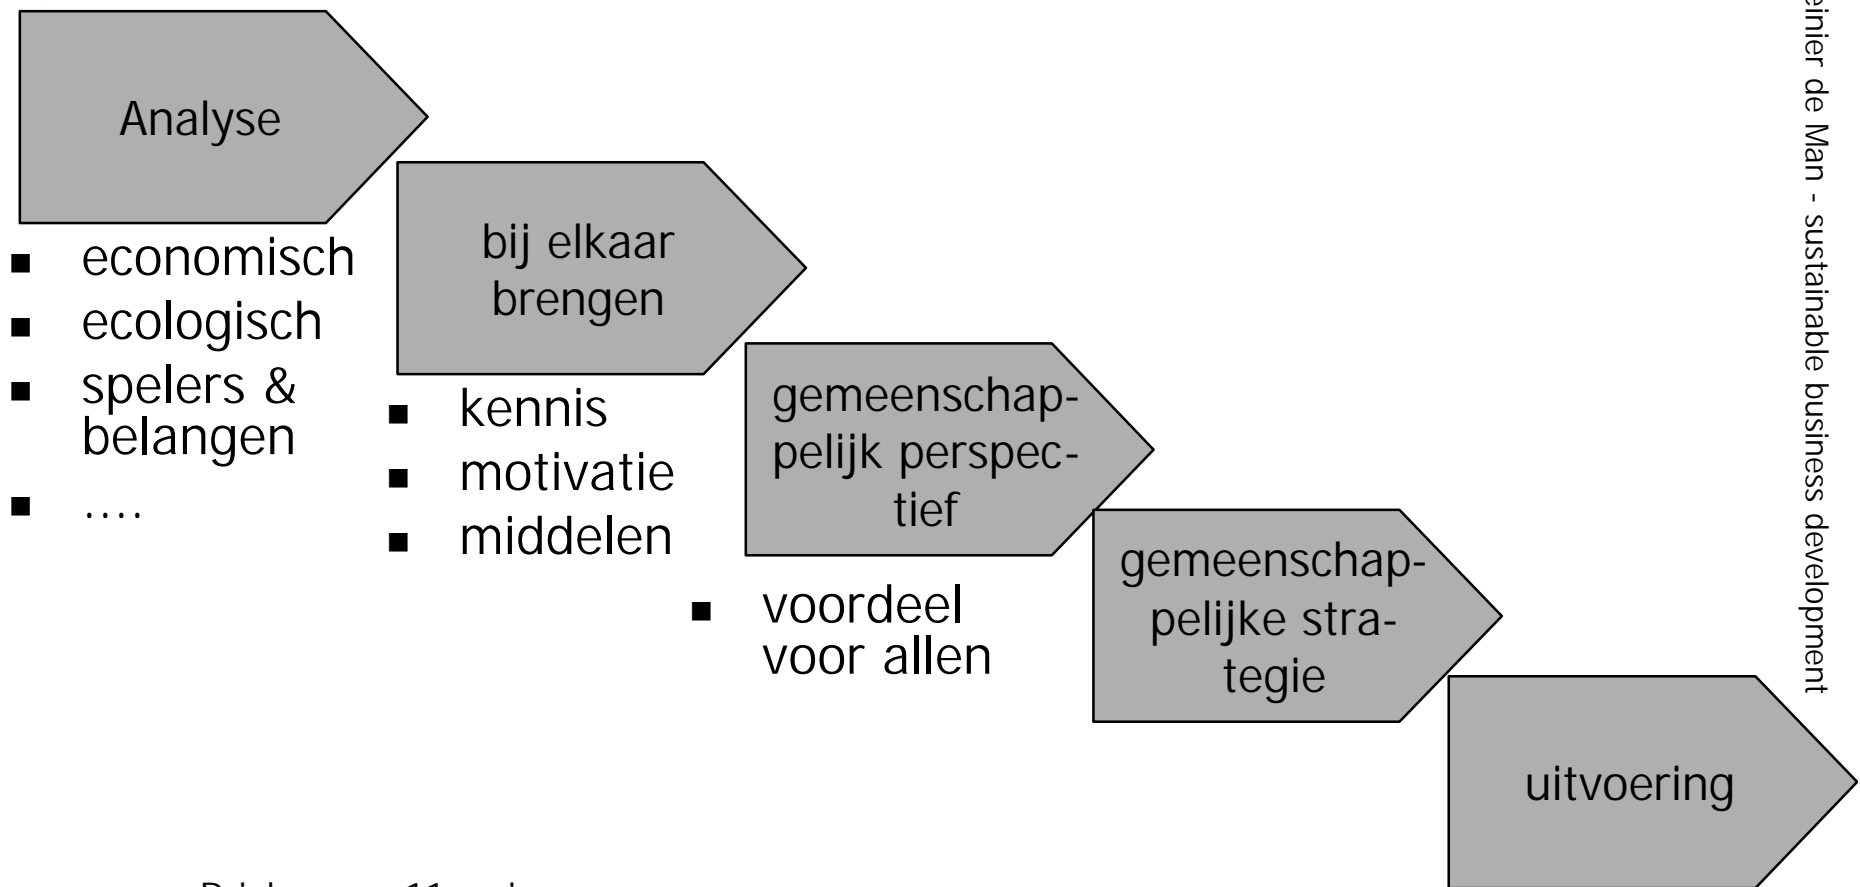 Analyse
■ economisch
■ ecologisch
■ spelers &
belangen
■ ....
bij elkaar
brengen
■ kennis
■ motivatie
■ middelen
gemeenschap-
pelijk perspec-
tief
■ voordeel
voor allen
gemeenschap-
pelijke stra-
tegie
uitvoering
einier de Man - sustainable business development
11